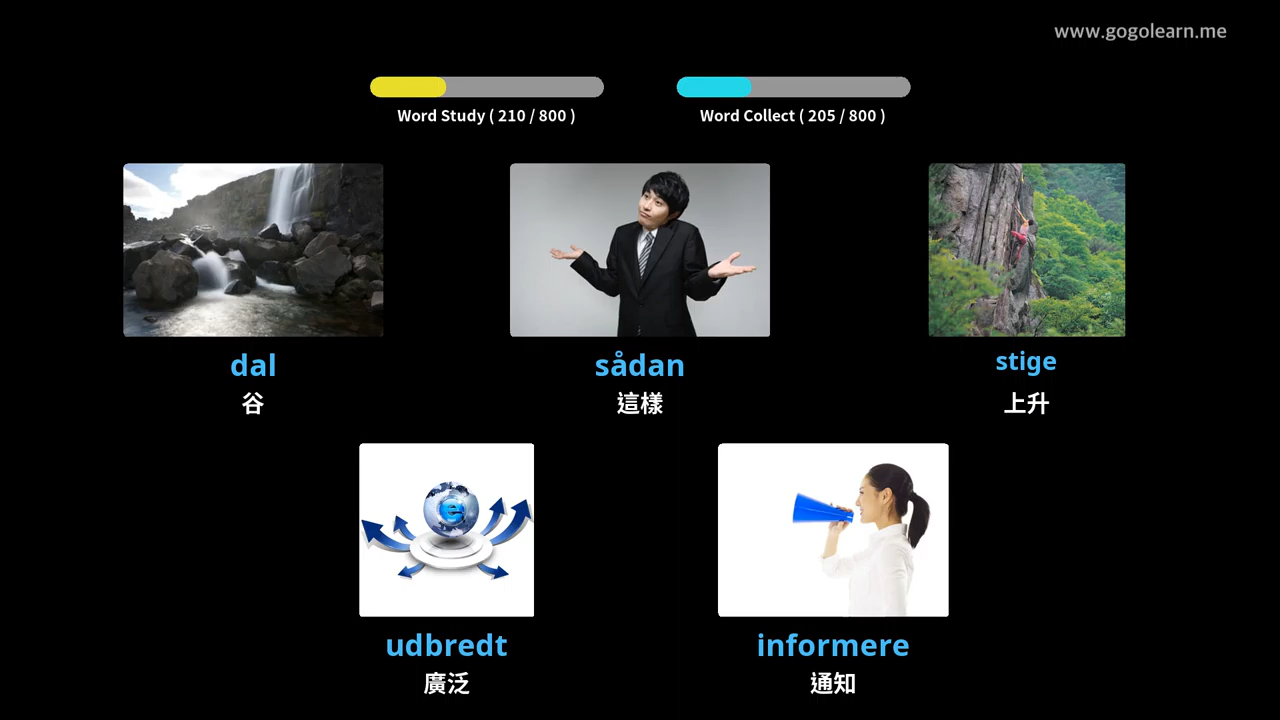 www.gogolearn.me
Word Study ( 210 / 800 )
Word Collect ( 205 / 800 )
dal
谷
sådan
這樣
stige
上升
e
udbredt
廣泛
informere
通知